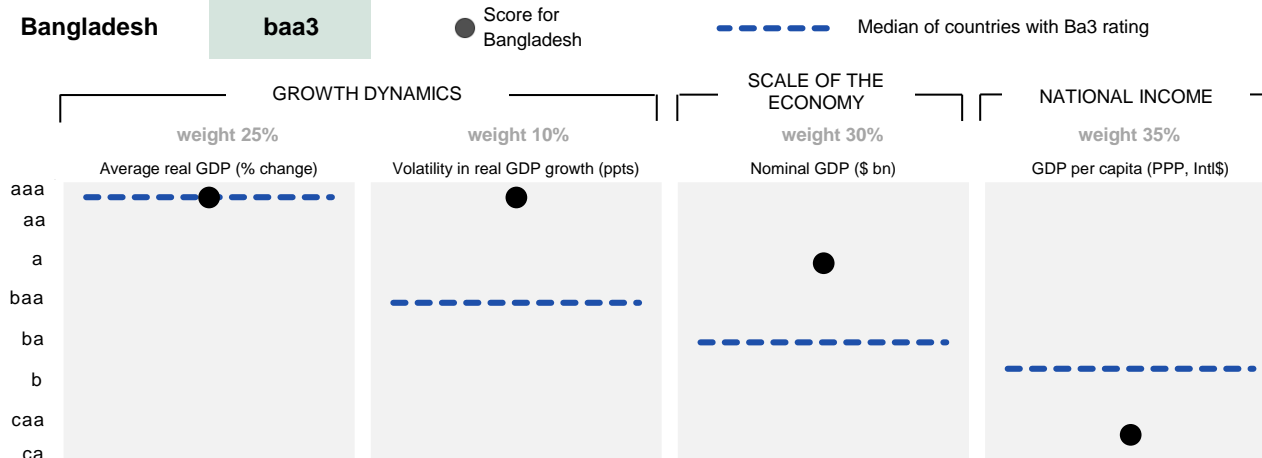 Bangladesh
baa3
Score for
Bangladesh
Median of countries with Ba3 rating
GROWTH DYNAMICS
SCALE OF THE
ECONOMY
NATIONAL INCOME
weight 25%
weight 10%
weight 30%
weight 35%
Average real GDP (% change)
Volatility in real GDP growth (ppts)
Nominal GDP ($ bn)
GDP per capita (PPP, Intl$)
aaa
aa
a
baa
ba
b
caa
ca